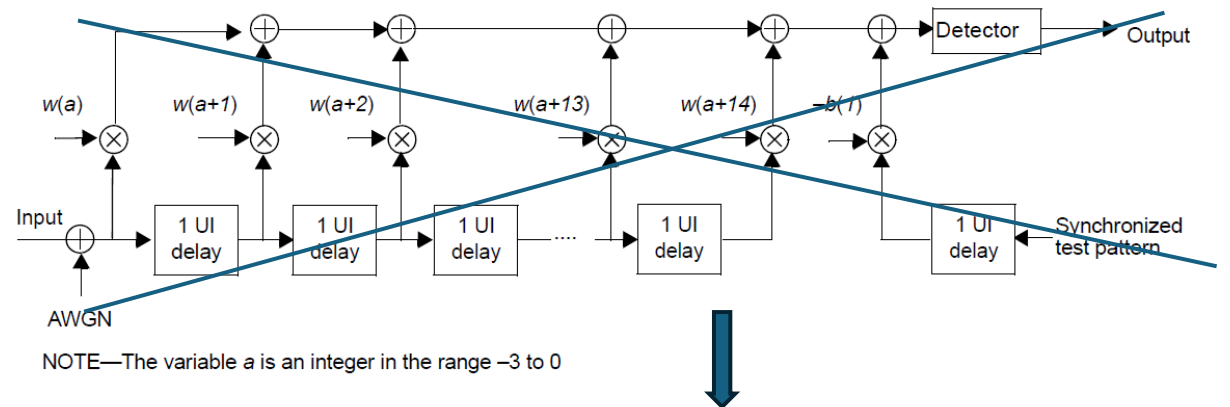 Detector
Output
w(a)
w(a+1)
w(a+2)
w(a+13)
w(a+14)
–b(1)
Input
1 UI
delay
1 UI
delay
1 UI
delay
....
1 UI
delay
1 UI
delay
Synchronized
test pattern
AWGN
NOTE—The variable a is an integer in the range –3 to 0